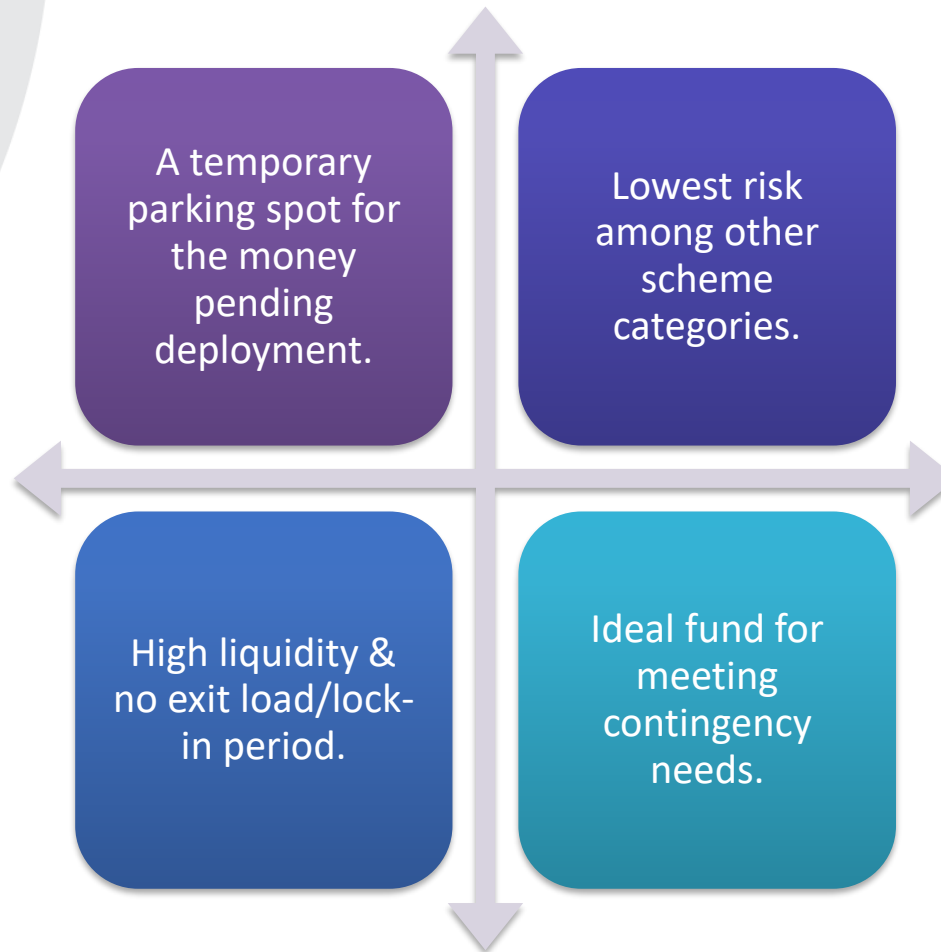 A temporary
parking spot for
the money
pending
deployment.
Lowest risk
among other
scheme
categories.
High liquidity &
no exit load/lock-
in period.
Ideal fund for
meeting
contingency
needs.